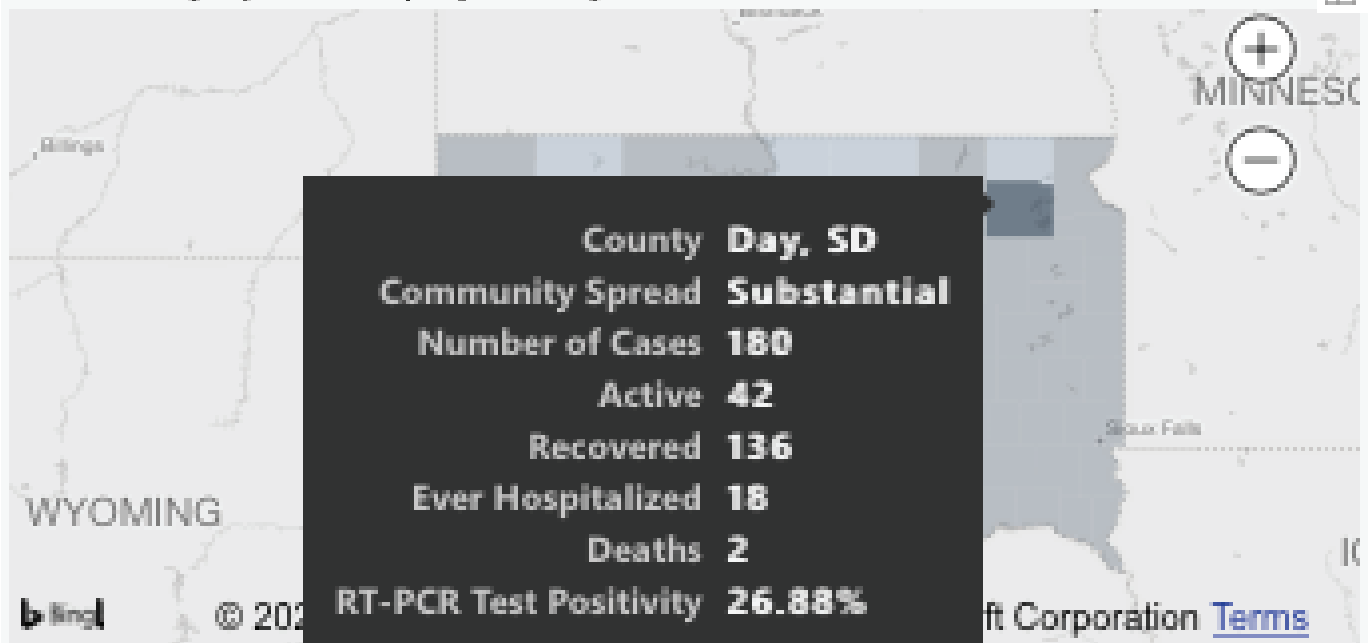 MINNESO
Billings
County Day, SD
Community Spread Substantial
Number of Cases 180
Active 42
Recovered 136
Ever Hospitalized 18
Deaths 2
RT-PCR Test Positivity 26.88%
Sioux Falls
WYOMING
IO
bing
© 202
ft Corporation Terms